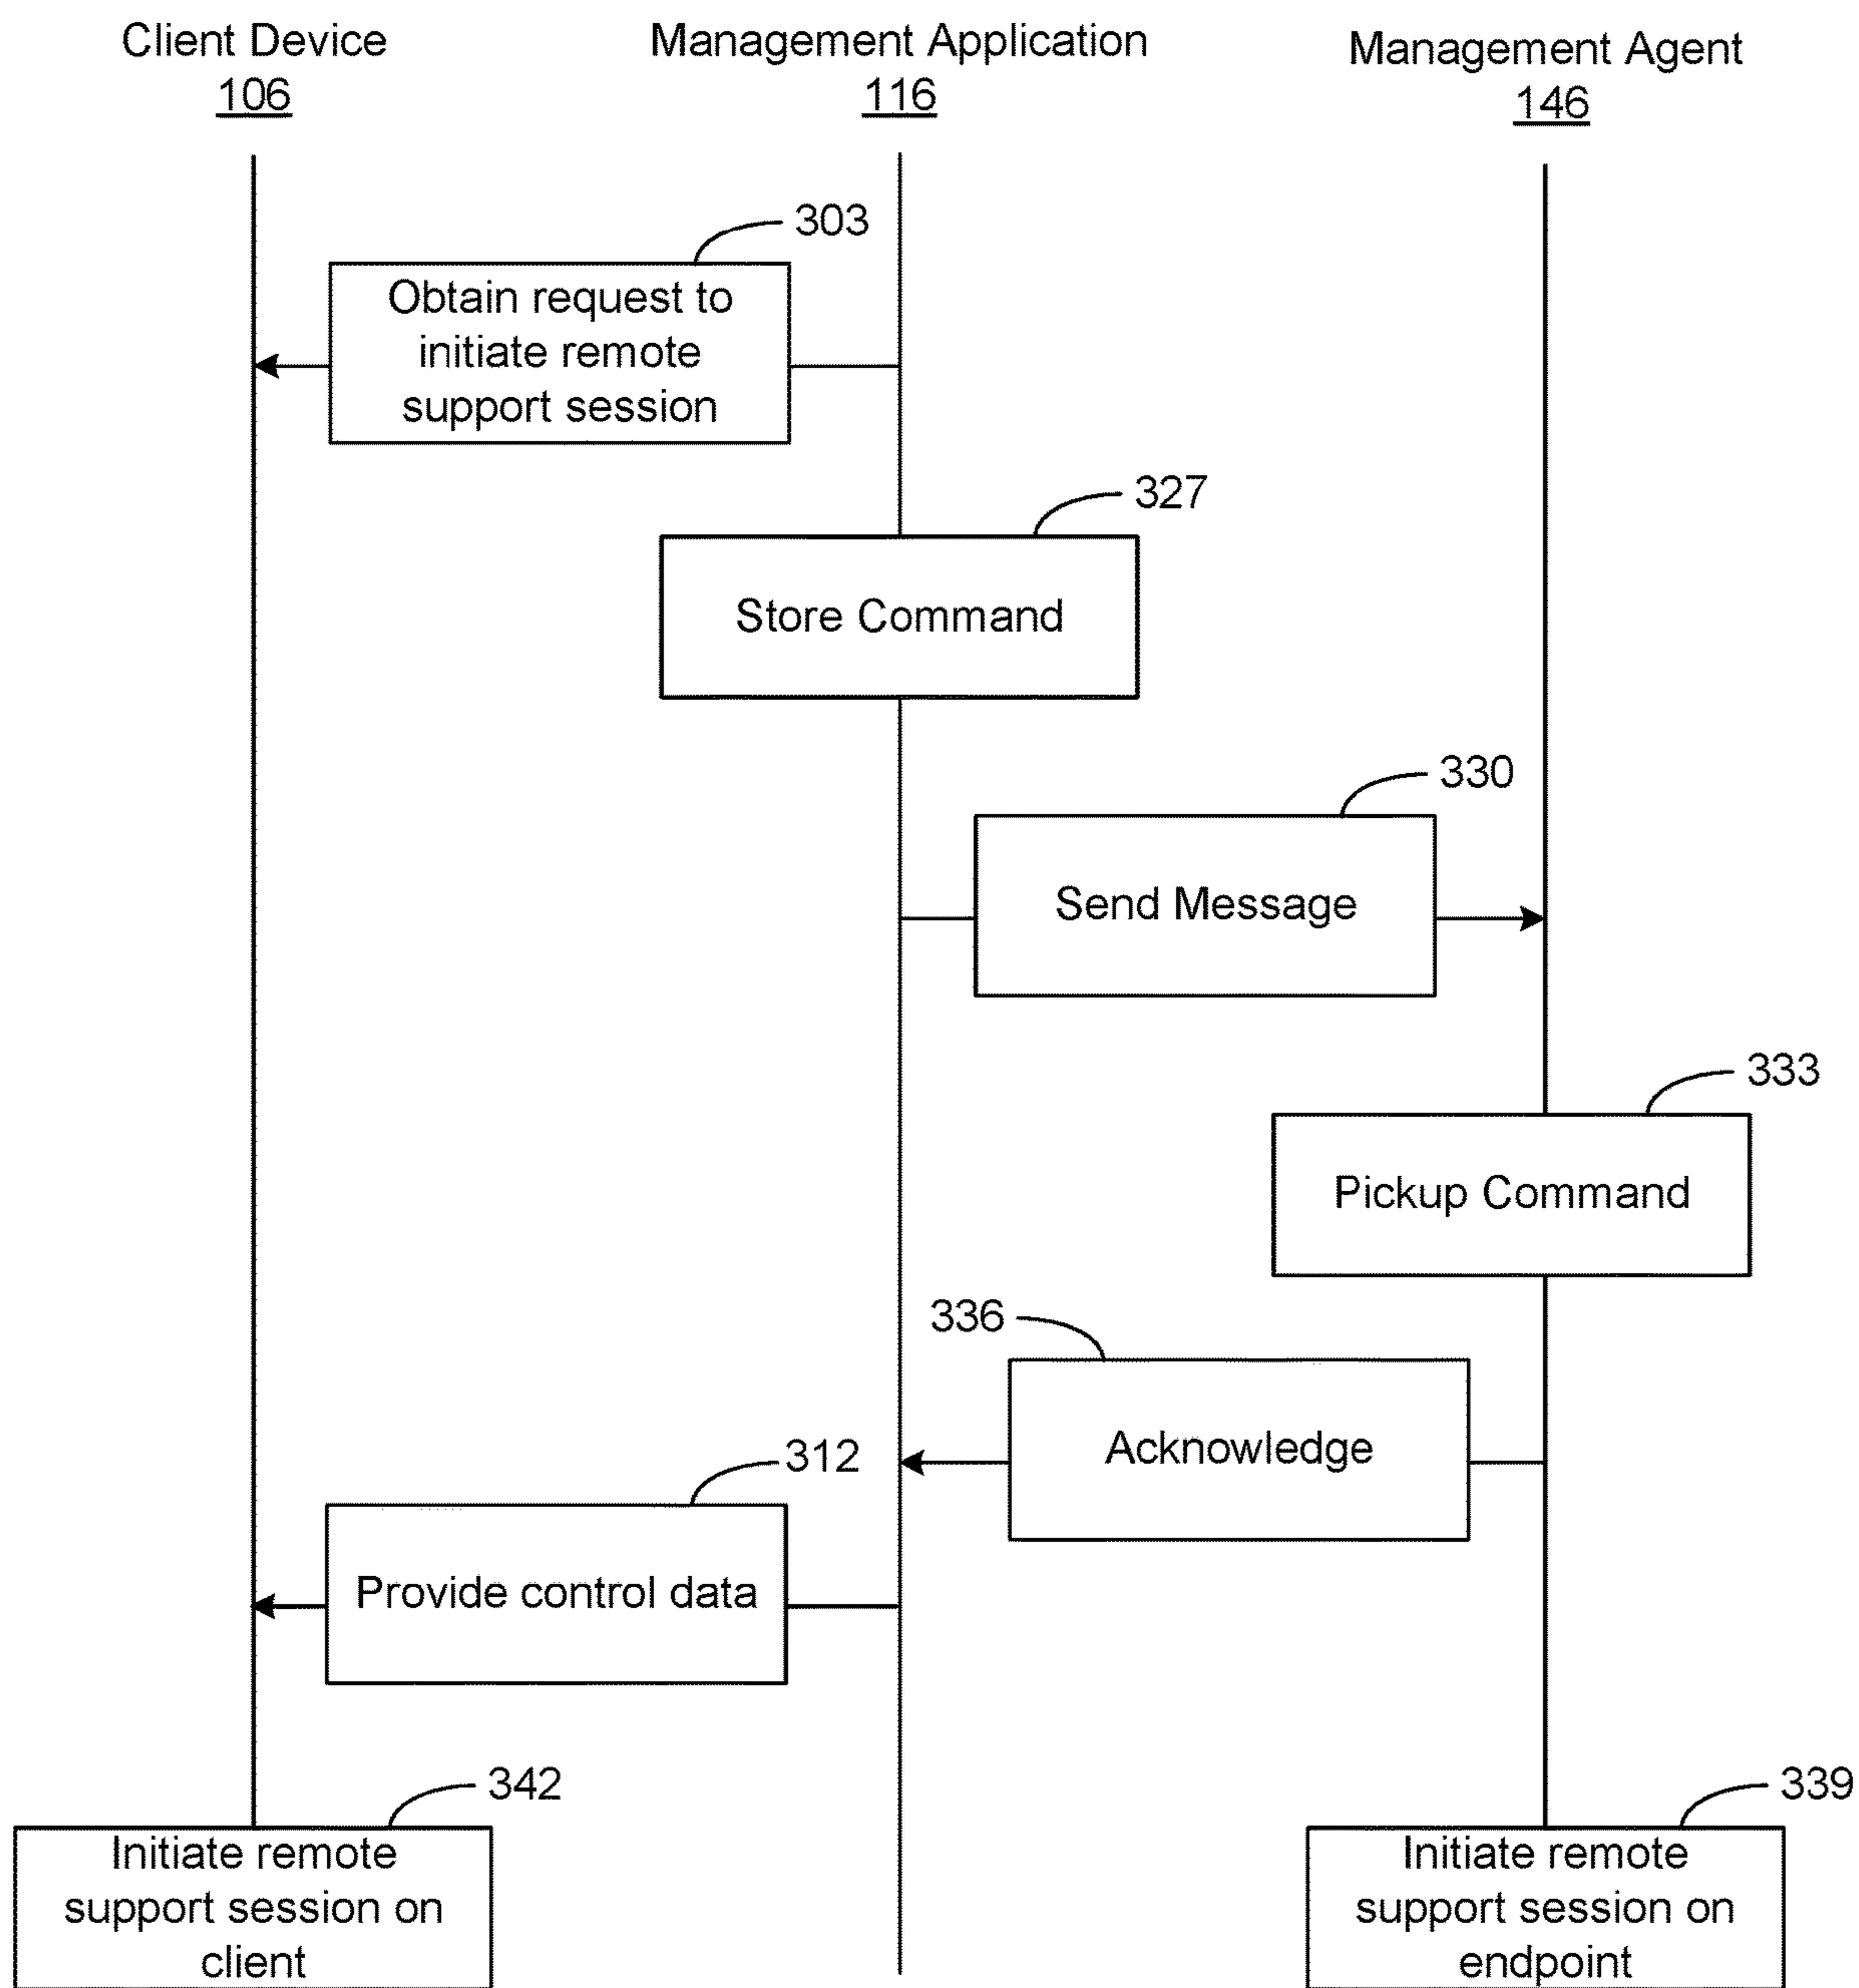 Client Device
106
Management Application
116
Management Agent
146
303
Obtain request to
initiate remote
support session
327
Store Command
330
Send Message
333
Pickup Command
336
Acknowledge
312
Provide control data
342
Initiate remote
support session on
client
339
Initiate remote
support session on
endpoint